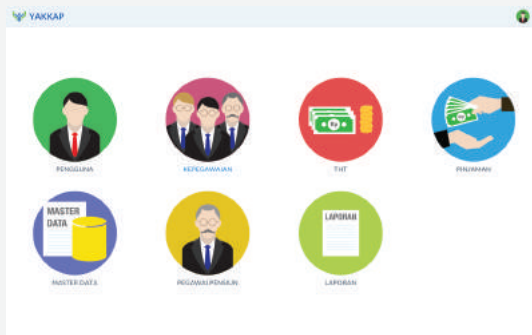 YAKKAP
PENGGUNA
KEPEGAWAIAN
THT
PINJAMAN
MASTER
DATA
LAPORAN
MASTER DATA
PEGAWAI PENSIUN
LAPORAN